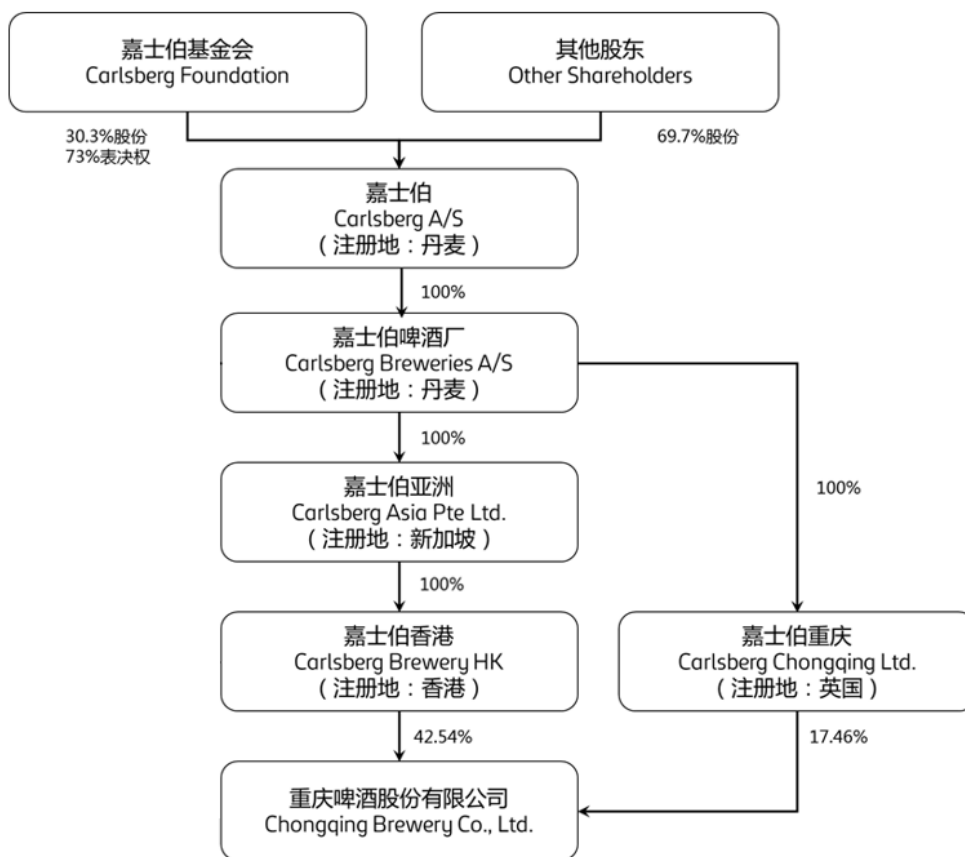 嘉士伯基金会
Carlsberg Foundation
其他股东
Other Shareholders
30.3%股份
73%表决权
69.7%股份
嘉士伯
Carlsberg A/S
（注册地：丹麦）
100%
嘉士伯啤酒厂
Carlsberg Breweries A/S
（注册地：丹麦）
100%
100%
嘉士伯亚洲
Carlsberg Asia Pte Ltd.
（注册地：新加坡）
100%
嘉士伯香港
Carlsberg Brewery HK
（注册地：香港）
嘉士伯重庆
Carlsberg Chongqing Ltd.
（注册地：英国）
42.54%
17.46%
重庆啤酒股份有限公司
Chongqing Brewery Co., Ltd.